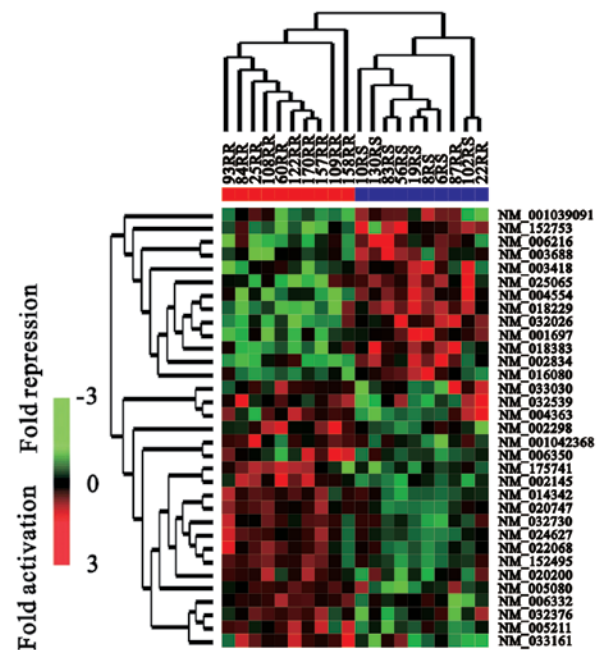 93RR
84RR
25RR
108RR
60RR
122RR
170RR
157RR
109RR
158RR
10RS
130RS
83RS
56RS
19RS
8RS
6RS
87RR
102RS
22RR
NM_001039091
NM_152753
NM_006216
NM_003688
NM_003418
NM_025065
NM_004554
NM_018229
NM_032026
NM_001697
NM_018383
NM_002834
NM_016080
NM_033030
NM_032539
NM_004363
NM_002298
NM_001042368
NM_006350
NM_175741
NM_002145
NM_014342
NM_020747
NM_032730
NM_024627
NM_022068
NM_152495
NM_020200
NM_005080
NM_006332
NM_032376
NM_005211
NM_033161
Fold repression
Fold activation
-3
0
3